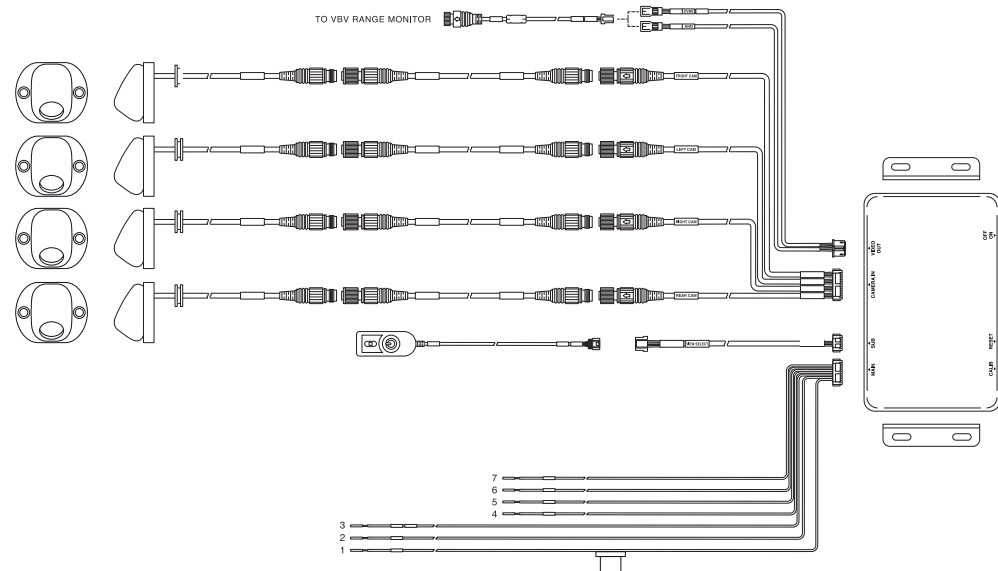 TO VBV RANGE MONITOR
CVBS
AHD
FRONT CAM
LEFT CAM
RIGHT CAM
REAR CAM
VIEW SELECT
VIDEO
OUT
CAMERA IN
SUB
MAIN
OFF
ON
RESET
CALIB
7
6
5
4
3
2
1